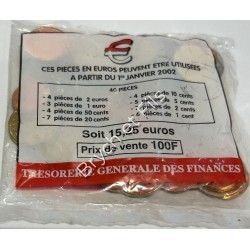 CES PIECES EN EUROS PEUVENT ETRE UTILISEES
A PARTIR DU 1er JANVIER 2002
40 PIECES
- 4 pièces de 2 euros
- 3 pièces de 1 euro
- 4 pièces de 50 cents
- 7 pièces de 20 cents
- 4 pièces de 10 cents
pièces de 5 cents
pièces de 2 cents
- 6 pièces de 1 cent
Soit 15,25 euros
Prix de vente 100F
TRESORERIE GENERALE DES FINANCES